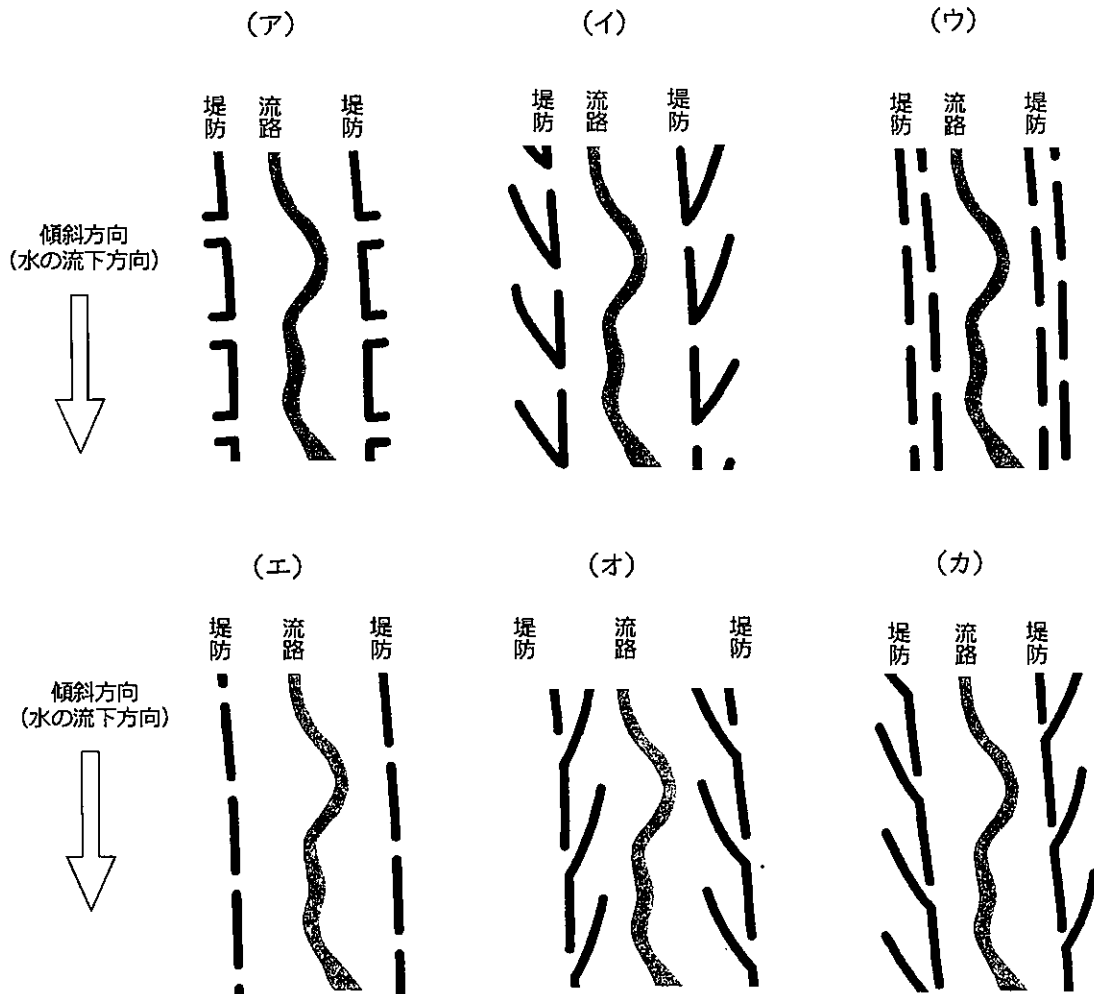 (ア)
(イ)
(ウ)
堤防
流路
堤防
堤防
流路
堤防
堤防
流路
堤防
傾斜方向
(水の流下方向)
(エ)
(オ)
(カ)
堤防
流路
堤防
堤防
流路
堤防
堤防
流路
堤防
傾斜方向
(水の流下方向)